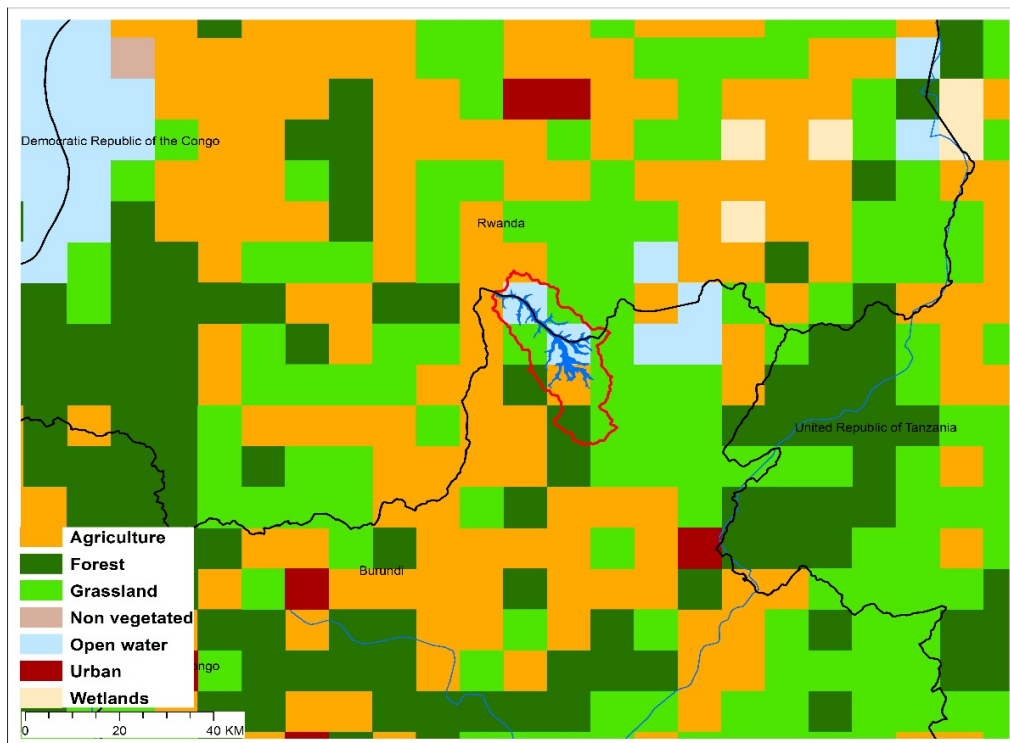 Democratic Republic of the Congo
Rwanda
United Republic of Tanzania
Burundi
Agriculture
Forest
Grassland
Non vegetated
Open water
Urban
Wetlands
ongo
0 20 40 KM